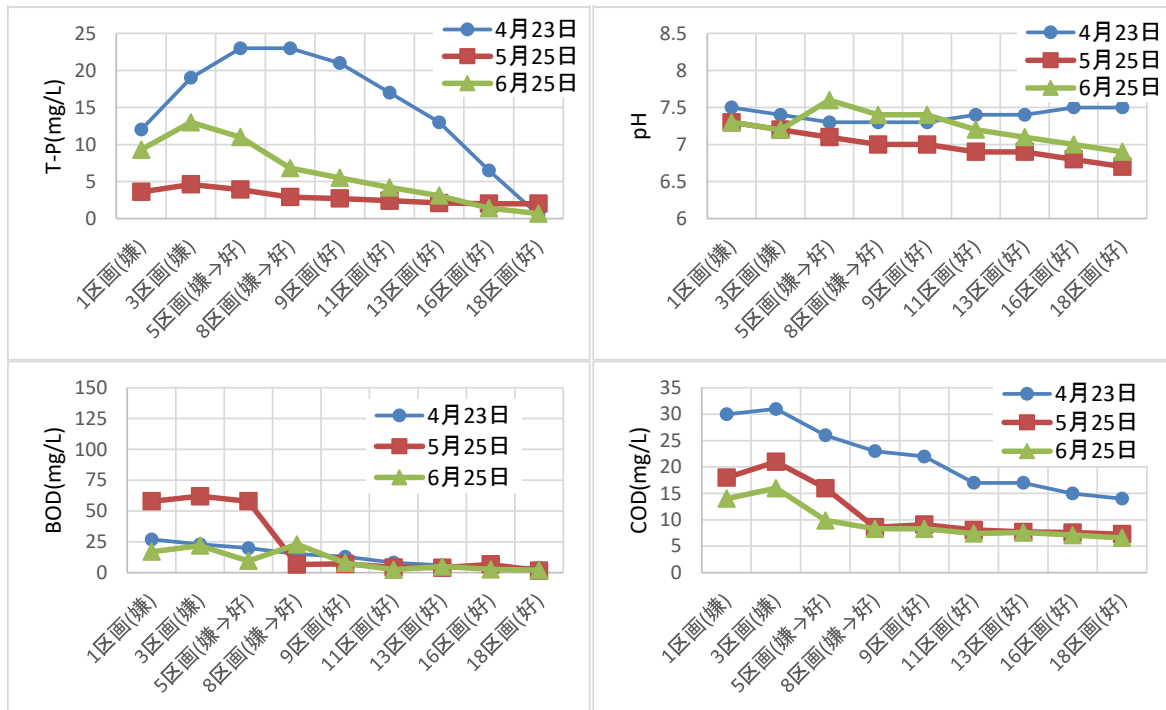 T-P(mg/L)
25
20
15
10
5
0
4月23日
5月25日
6月25日
1区画(嫌)
3区画(嫌)
5区画(嫌→好)
8区画(嫌→好)
9区画(好)
11区画(好)
13区画(好)
16区画(好)
18区画(好)
pH
8.5
8
7.5
7
6.5
6
4月23日
5月25日
6月25日
1区画(嫌)
3区画(嫌)
5区画(嫌→好)
8区画(嫌→好)
9区画(好)
11区画(好)
13区画(好)
16区画(好)
18区画(好)
BOD(mg/L)
150
125
100
75
50
25
0
4月23日
5月25日
6月25日
1区画(嫌)
3区画(嫌)
5区画(嫌→好)
8区画(嫌→好)
9区画(好)
11区画(好)
13区画(好)
16区画(好)
18区画(好)
COD(mg/L)
35
30
25
20
15
10
5
0
4月23日
5月25日
6月25日
1区画(嫌)
3区画(嫌)
5区画(嫌→好)
8区画(嫌→好)
9区画(好)
11区画(好)
13区画(好)
16区画(好)
18区画(好)